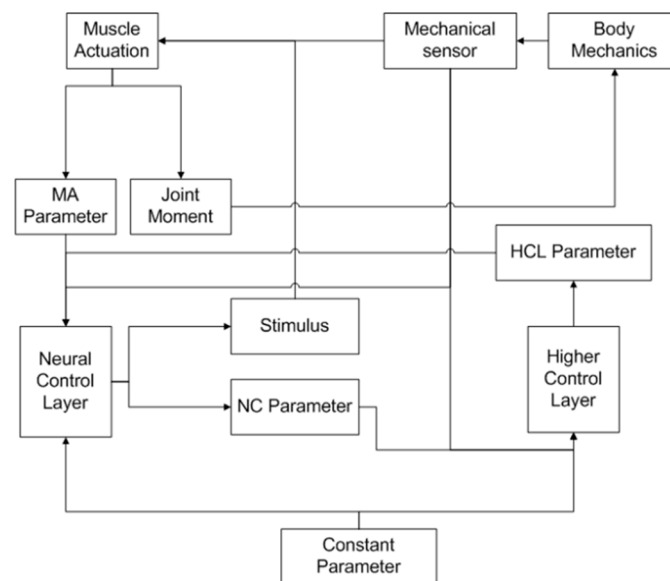 Muscle
Actuation
Mechanical
sensor
Body
Mechanics
MA
Parameter
Joint
Moment
HCL Parameter
Neural
Control
Layer
Stimulus
Higher
Control
Layer
NC Parameter
Constant
Parameter